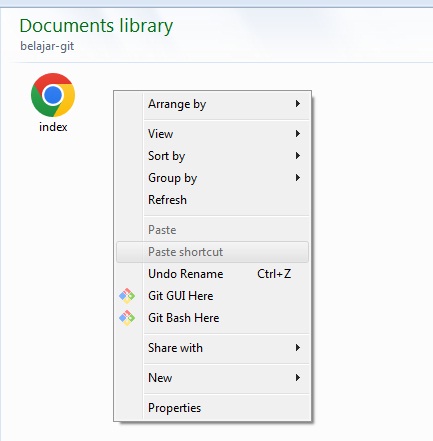 Documents library
belajar-git
index
Arrange by
View
Sort by
Group by
Refresh
Paste
Paste shortcut
Undo Rename Ctrl+Z
Git GUI Here
Git Bash Here
Share with
New
Properties